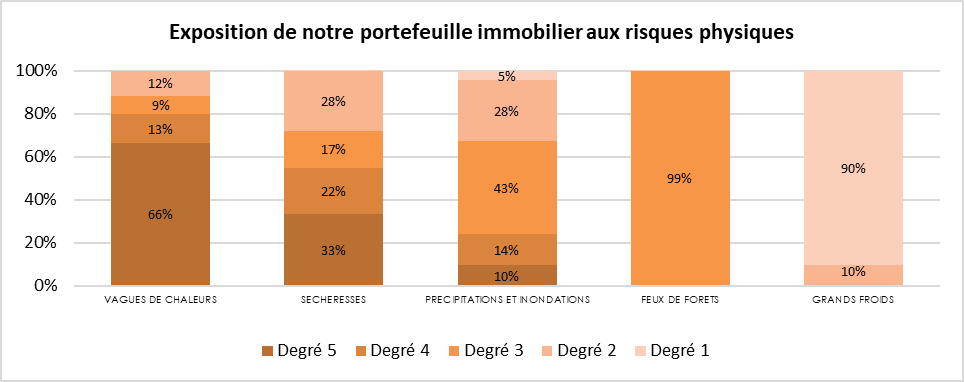 Exposition de notre portefeuille immobilier aux risques physiques
100%
80%
60%
40%
20%
0%
12%
9%
13%
66%
28%
17%
22%
33%
5%
28%
43%
14%
10%
99%
90%
10%
VAGUES DE CHALEURS
SECHERESSES
PRECIPITATIONS ET INONDATIONS
FEUX DE FORETS
GRANDS FROIDS
Degré 5
Degré 4
Degré 3
Degré 2
Degré 1